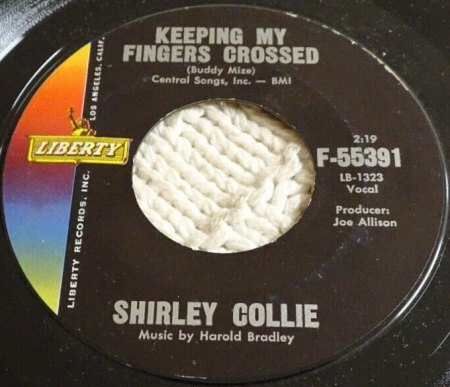 KEEPING MY
FINGERS CROSSED
(Buddy Mize)
Central Songs, Inc. — BMI
LIBERTY
LIBERTY RECORDS, INC.
LOS ANGELES, CALIF.
2:19
F-55391
LB-1323
Vocal
Producer:
Joe Allison
SHIRLEY COLLIE
Music by Harold Bradley